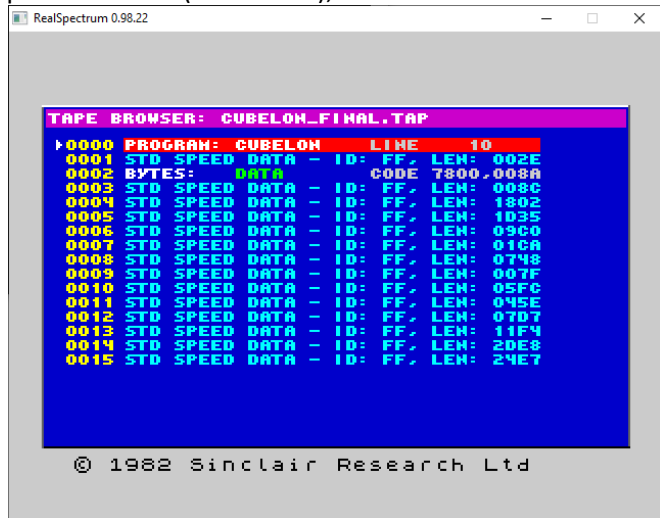 RealSpectrum 0.98.22
TAPE BROWSER: CUBELON_FINAL.TAP
0000 PROGRAM: CUBELON LINE 10
0001 STD SPEED DATA - ID: FF, LEN: 002E
0002 BYTES: DATA CODE 7800,008A
0003 STD SPEED DATA - ID: FF, LEN: 008C
0004 STD SPEED DATA - ID: FF, LEN: 1802
0005 STD SPEED DATA - ID: FF, LEN: 1D35
0006 STD SPEED DATA - ID: FF, LEN: 09C0
0007 STD SPEED DATA - ID: FF, LEN: 01CA
0008 STD SPEED DATA - ID: FF, LEN: 0748
0009 STD SPEED DATA - ID: FF, LEN: 007F
0010 STD SPEED DATA - ID: FF, LEN: 05FC
0011 STD SPEED DATA - ID: FF, LEN: 045E
0012 STD SPEED DATA - ID: FF, LEN: 07D7
0013 STD SPEED DATA - ID: FF, LEN: 11F4
0014 STD SPEED DATA - ID: FF, LEN: 2DE8
0015 STD SPEED DATA - ID: FF, LEN: 24E7
© 1982 Sinclair Research Ltd